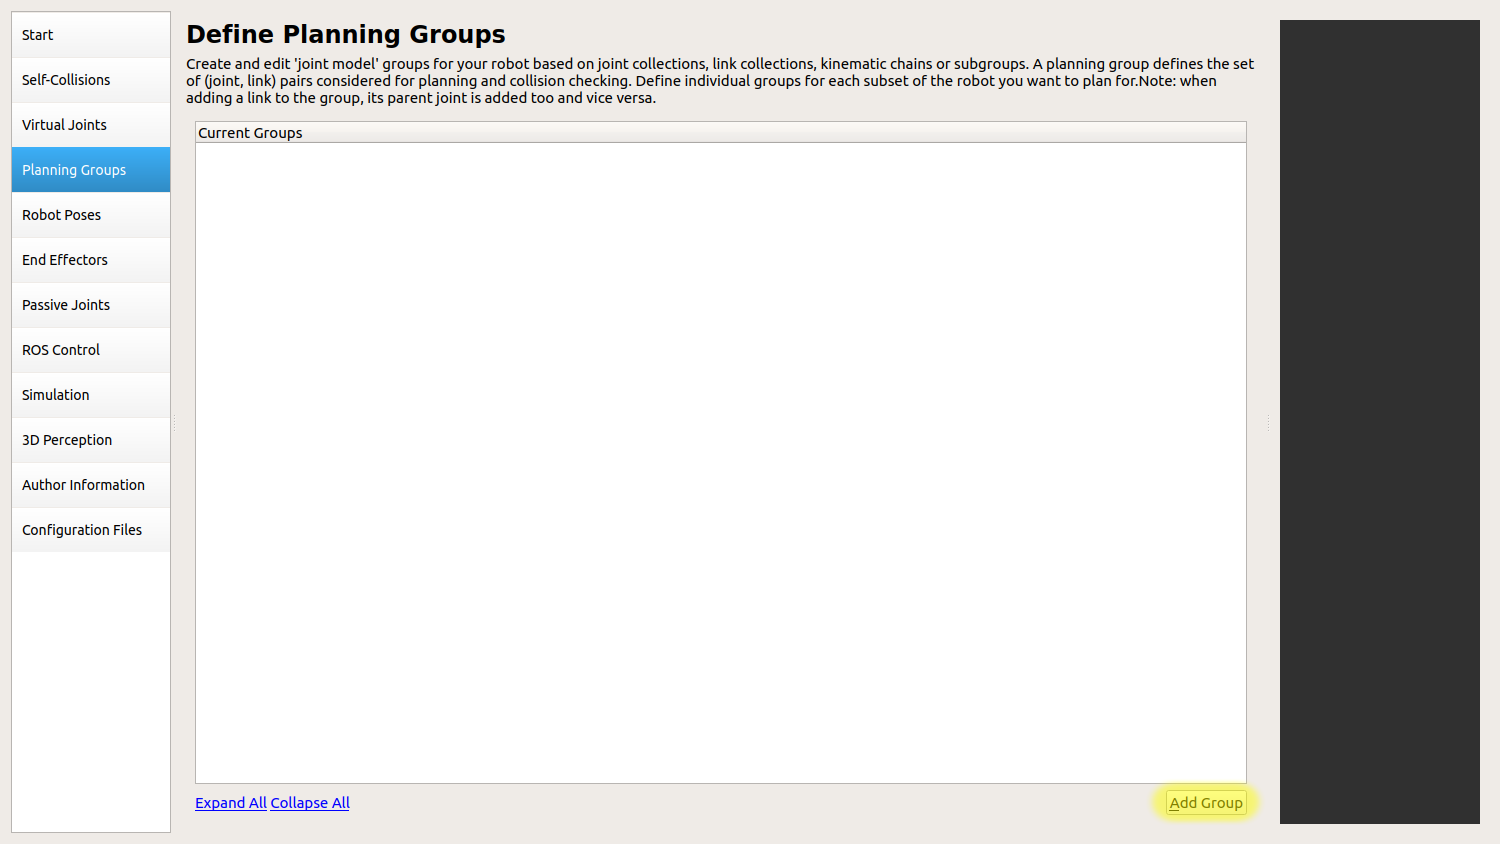 Start
Self-Collisions
Virtual Joints
Planning Groups
Robot Poses
End Effectors
Passive Joints
ROS Control
Simulation
3D Perception
Author Information
Configuration Files
Define Planning Groups
Create and edit 'joint model' groups for your robot based on joint collections, link collections, kinematic chains or subgroups. A planning group defines the set
of (joint, link) pairs considered for planning and collision checking. Define individual groups for each subset of the robot you want to plan for.Note: when
adding a link to the group, its parent joint is added too and vice versa.
Current Groups
Expand All Collapse All
Add Group